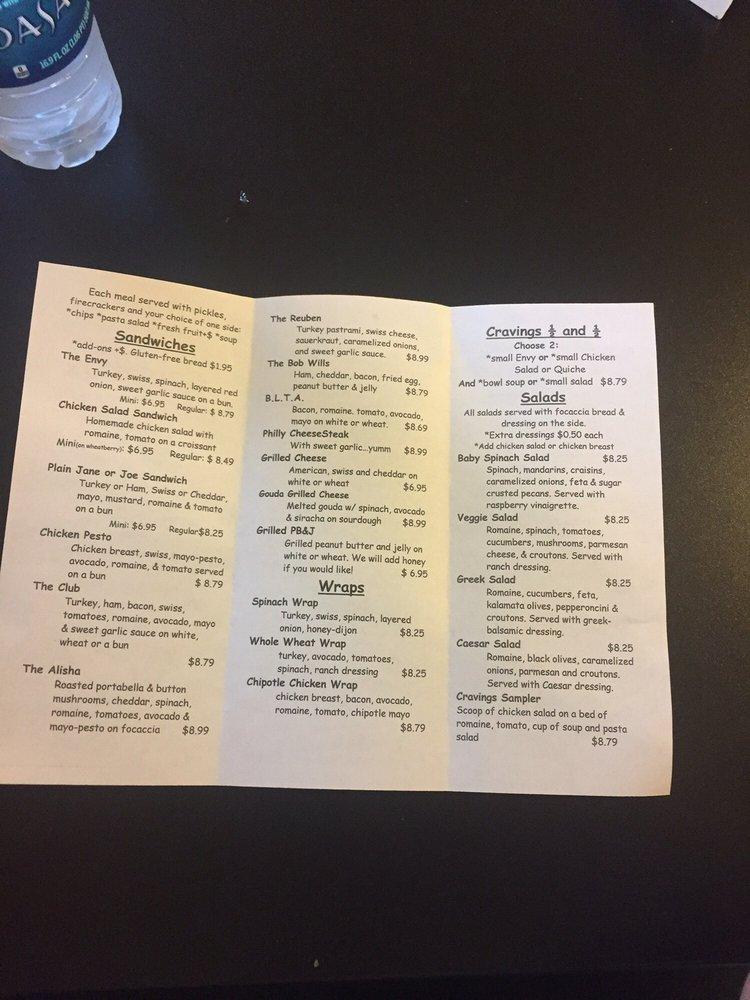 DASA
16.9 FL OZ (1.06 PT) 500 mL
Each meal served with pickles,
firecrackers and your choice of one side:
*chips *pasta salad *fresh fruit+$ *soup
Sandwiches
*add-ons +$. Gluten-free bread $1.95
The Envy
Turkey, swiss, spinach, layered red
onion, sweet garlic sauce on a bun.
Mini: $6.95 Regular: $ 8.79
Chicken Salad Sandwich
Homemade chicken salad with
romaine, tomato on a croissant
Mini(on wheatberry): $6.95 Regular: $ 8.49
Plain Jane or Joe Sandwich
Turkey or Ham, Swiss or Cheddar,
mayo, mustard, romaine & tomato
on a bun
Mini: $6.95 Regular$8.25
Chicken Pesto
Chicken breast, swiss, mayo-pesto,
avocado, romaine, & tomato served
on a bun $ 8.79
The Club
Turkey, ham, bacon, swiss,
tomatoes, romaine, avocado, mayo
& sweet garlic sauce on white,
wheat or a bun
$8.79
The Alisha
Roasted portabella & button
mushrooms, cheddar, spinach,
romaine, tomatoes, avocado &
mayo-pesto on focaccia $8.99
The Reuben
Turkey pastrami, swiss cheese,
sauerkraut, caramelized onions,
and sweet garlic sauce. $8.99
The Bob Wills
Ham, cheddar, bacon, fried egg,
peanut butter & jelly $8.79
B.L.T.A.
Bacon, romaine, tomato, avocado,
mayo on white or wheat. $8.69
Philly CheeseSteak
With sweet garlic...yumm $8.99
Grilled Cheese
American, swiss and cheddar on
white or wheat $6.95
Gouda Grilled Cheese
Melted gouda w/ spinach, avocado
& siracha on sourdough $8.99
Grilled PB&J
Grilled peanut butter and jelly on
white or wheat. We will add honey
if you would like! $ 6.95
Wraps
Spinach Wrap
Turkey, swiss, spinach, layered
onion, honey-dijon $8.25
Whole Wheat Wrap
turkey, avocado, tomatoes,
spinach, ranch dressing $8.25
Chipotle Chicken Wrap
chicken breast, bacon, avocado,
romaine, tomato, chipotle mayo
$8.79
Cravings ½ and ½
Choose 2:
*small Envy or *small Chicken
Salad or Quiche
And *bowl soup or *small salad $8.79
Salads
All salads served with focaccia bread &
dressing on the side.
*Extra dressings $0.50 each
*Add chicken salad or chicken breast
Baby Spinach Salad $8.25
Spinach, mandarins, craisins,
caramelized onions, feta & sugar
crusted pecans. Served with
raspberry vinaigrette.
Veggie Salad $8.25
Romaine, spinach, tomatoes,
cucumbers, mushrooms, parmesan
cheese, & croutons. Served with
ranch dressing.
Greek Salad $8.25
Romaine, cucumbers, feta,
kalamata olives, pepperoncini &
croutons. Served with greek-
balsamic dressing.
Caesar Salad $8.25
Romaine, black olives, caramelized
onions, parmesan and croutons.
Served with Caesar dressing.
Cravings Sampler
Scoop of chicken salad on a bed of
romaine, tomato, cup of soup and pasta
salad $8.79